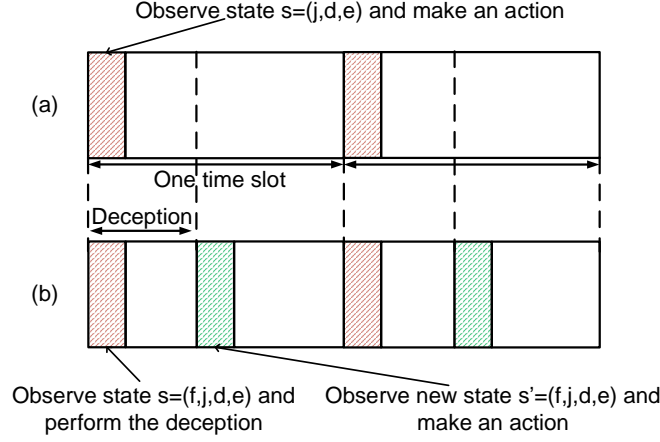 Observe state s=(j,d,e) and make an action
(a)
One time slot
Deception
(b)
Observe state s=(f,j,d,e) and
perform the deception
Observe new state s'=(f,j,d,e) and
make an action